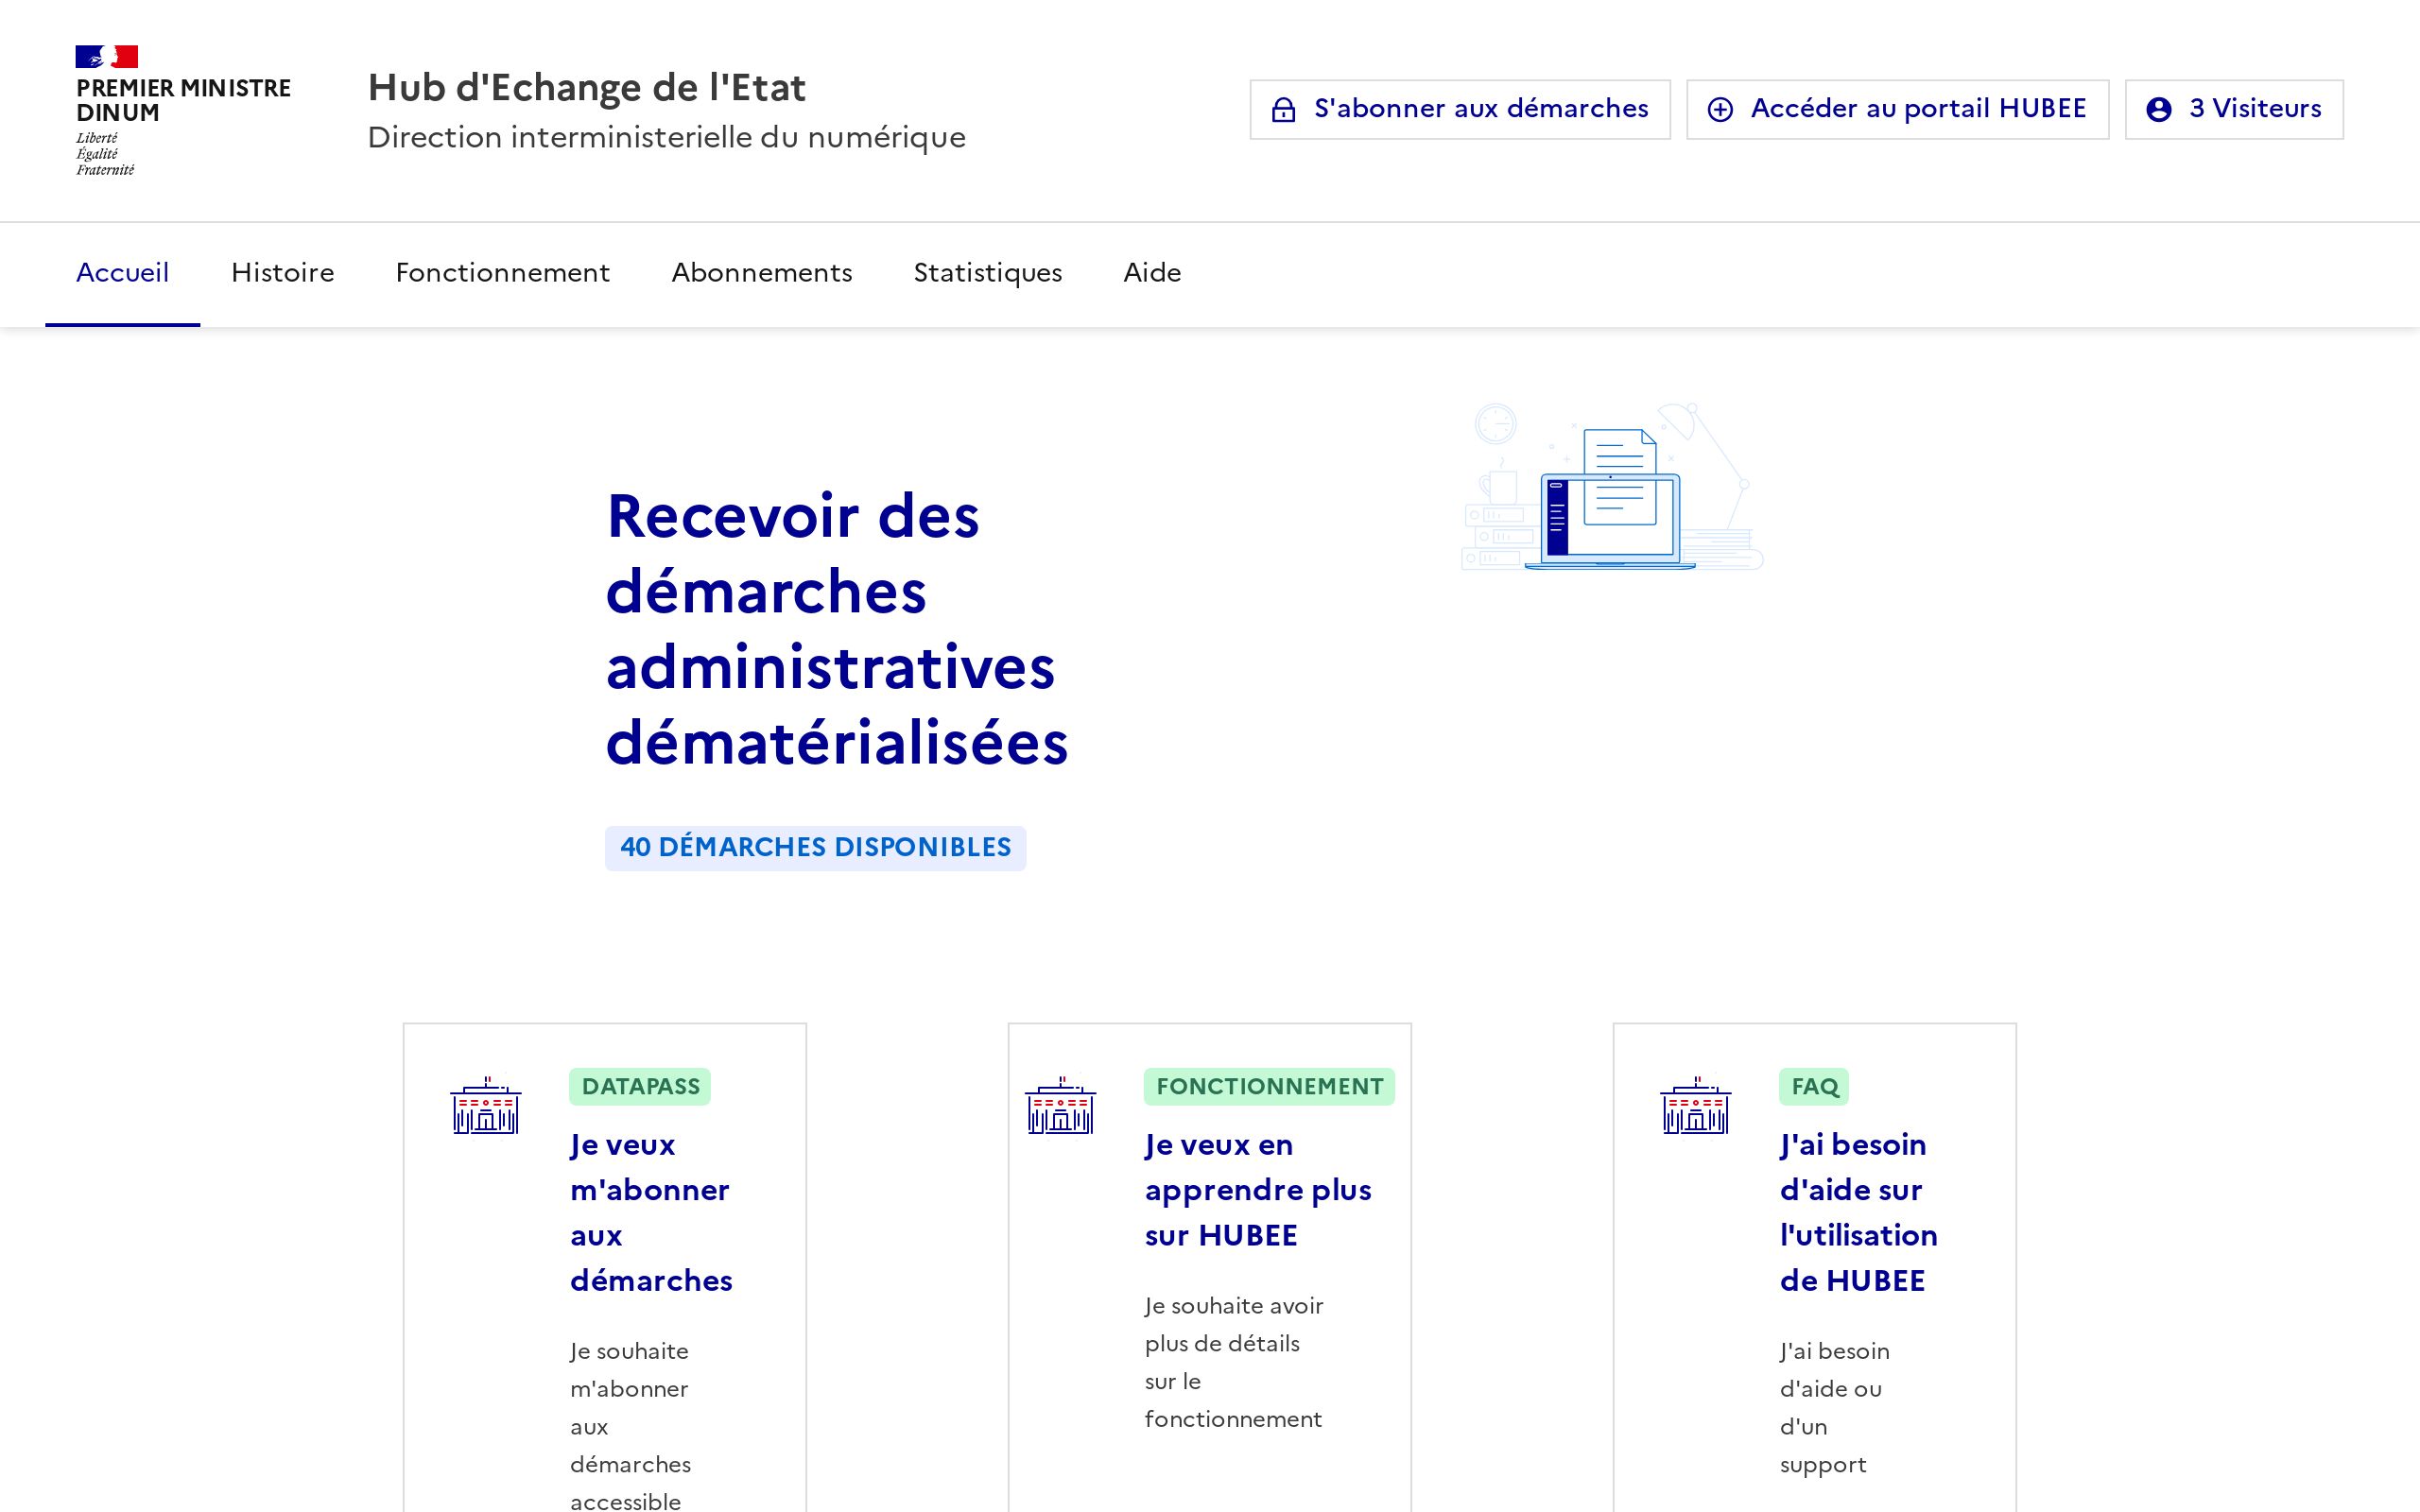 PREMIER MINISTRE
DINUM
Liberté
Égalité
Fraternité
Hub d'Echange de l'Etat
Direction interministerielle du numérique
S'abonner aux démarches
Accéder au portail HUBEE
3 Visiteurs
Accueil
Histoire
Fonctionnement
Abonnements
Statistiques
Aide
Recevoir des
démarches
administratives
dématérialisées
40 DÉMARCHES DISPONIBLES
DATAPASS
Je veux
m'abonner
aux
démarches
Je souhaite
m'abonner
aux
démarches
accessible
FONCTIONNEMENT
Je veux en
apprendre plus
sur HUBEE
Je souhaite avoir
plus de détails
sur le
fonctionnement
FAQ
J'ai besoin
d'aide sur
l'utilisation
de HUBEE
J'ai besoin
d'aide ou
d'un
support